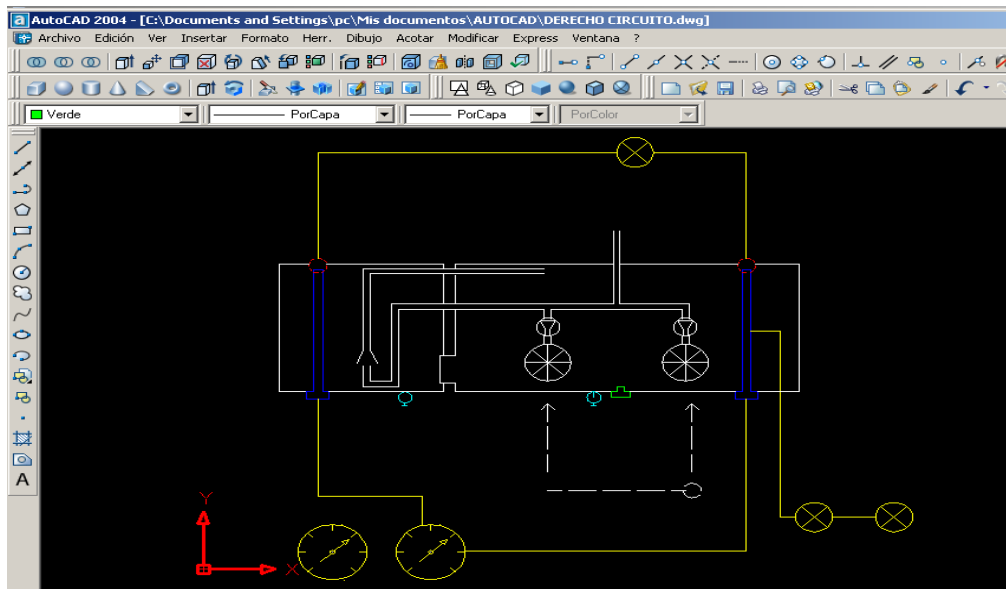 a AutoCAD 2004 - [C:\Documents and Settings\pc\Mis documentos\AUTOCAD\DERECHO CIRCUITO.dwg]
Archivo Edición Ver Insertar Formato Herr. Dibujo Acotar Modificar Express Ventana ?
Verde PorCapa PorCapa PorColor
A
Y
X